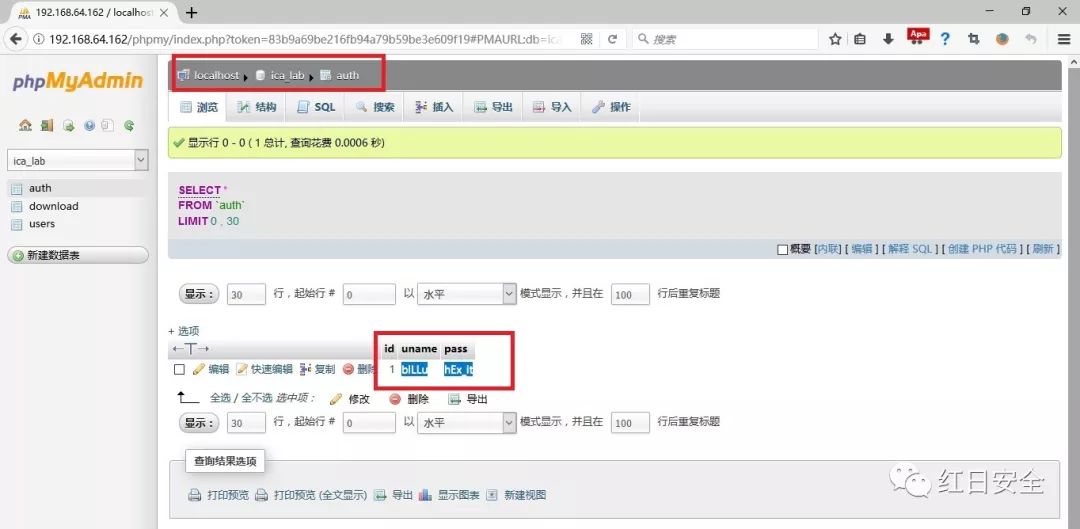 192.168.64.162 / localhos
192.168.64.162/phpmy/index.php?token=83b9a69be216fb94a79b59be3e609f19#PMAURL:db=ica
搜索
Apa
phpMyAdmin
localhost ica_lab auth
浏览 结构 SQL 搜索 插入 导出 导入 操作
ica_lab
auth
download
users
新建数据表
显示行 0 - 0 ( 1 总计, 查询花费 0.0006 秒)
SELECT *
FROM `auth`
LIMIT 0 , 30
概要 [内联] [ 编辑 ] [ 解释 SQL ] [ 创建 PHP 代码 ] [ 刷新 ]
显示： 30 行，起始行 # 0 以 水平 模式显示，并且在 100 行后重复标题
+ 选项
←T→ id uname pass
编辑 快速编辑 复制 删除 1 biLLu hEx_it
全选 / 全不选 选中项： 修改 删除 导出
显示： 30 行，起始行 # 0 以 水平 模式显示，并且在 100 行后重复标题
查询结果选项
打印预览 打印预览 (全文显示) 导出 显示图表 新建视图
红日安全